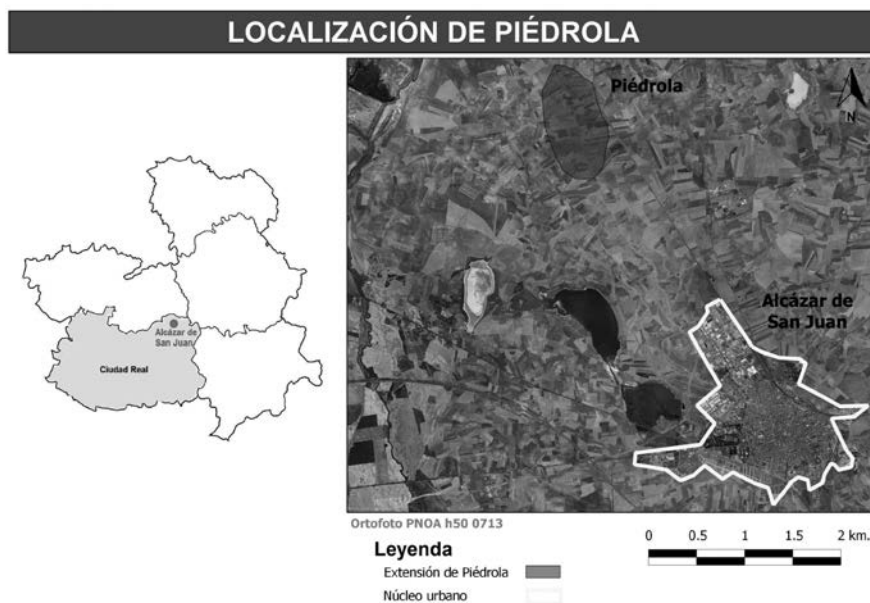 LOCALIZACIÓN DE PIÉDROLA
Piédrola
N
Alcázar de
San Juan
Alcázar de
San Juan
Ciudad Real
Ortofoto PNOA h50 0713
Leyenda
Extensión de Piédrola
Núcleo urbano
0 0.5 1 1.5 2 km.